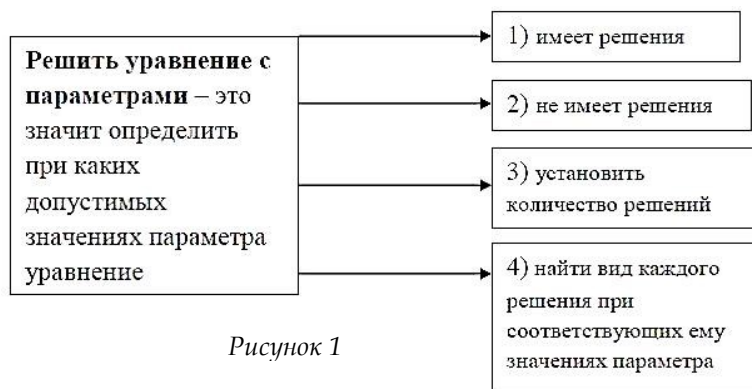 Решить уравнение с
параметрами – это
значит определить
при каких
допустимых
значениях параметра
уравнение
1) имеет решения
2) не имеет решения
3) установить
количество решений
4) найти вид каждого
решения при
соответствующих ему
значениях параметра
Рисунок 1